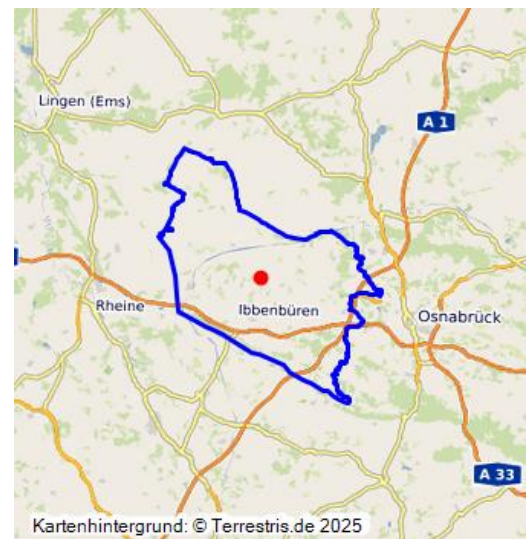 Lingen (Ems)
A 1
Rheine
Ibbenbüren
Osnabrück
A 33
Kartenhintergrund: © Terrestris.de 2025